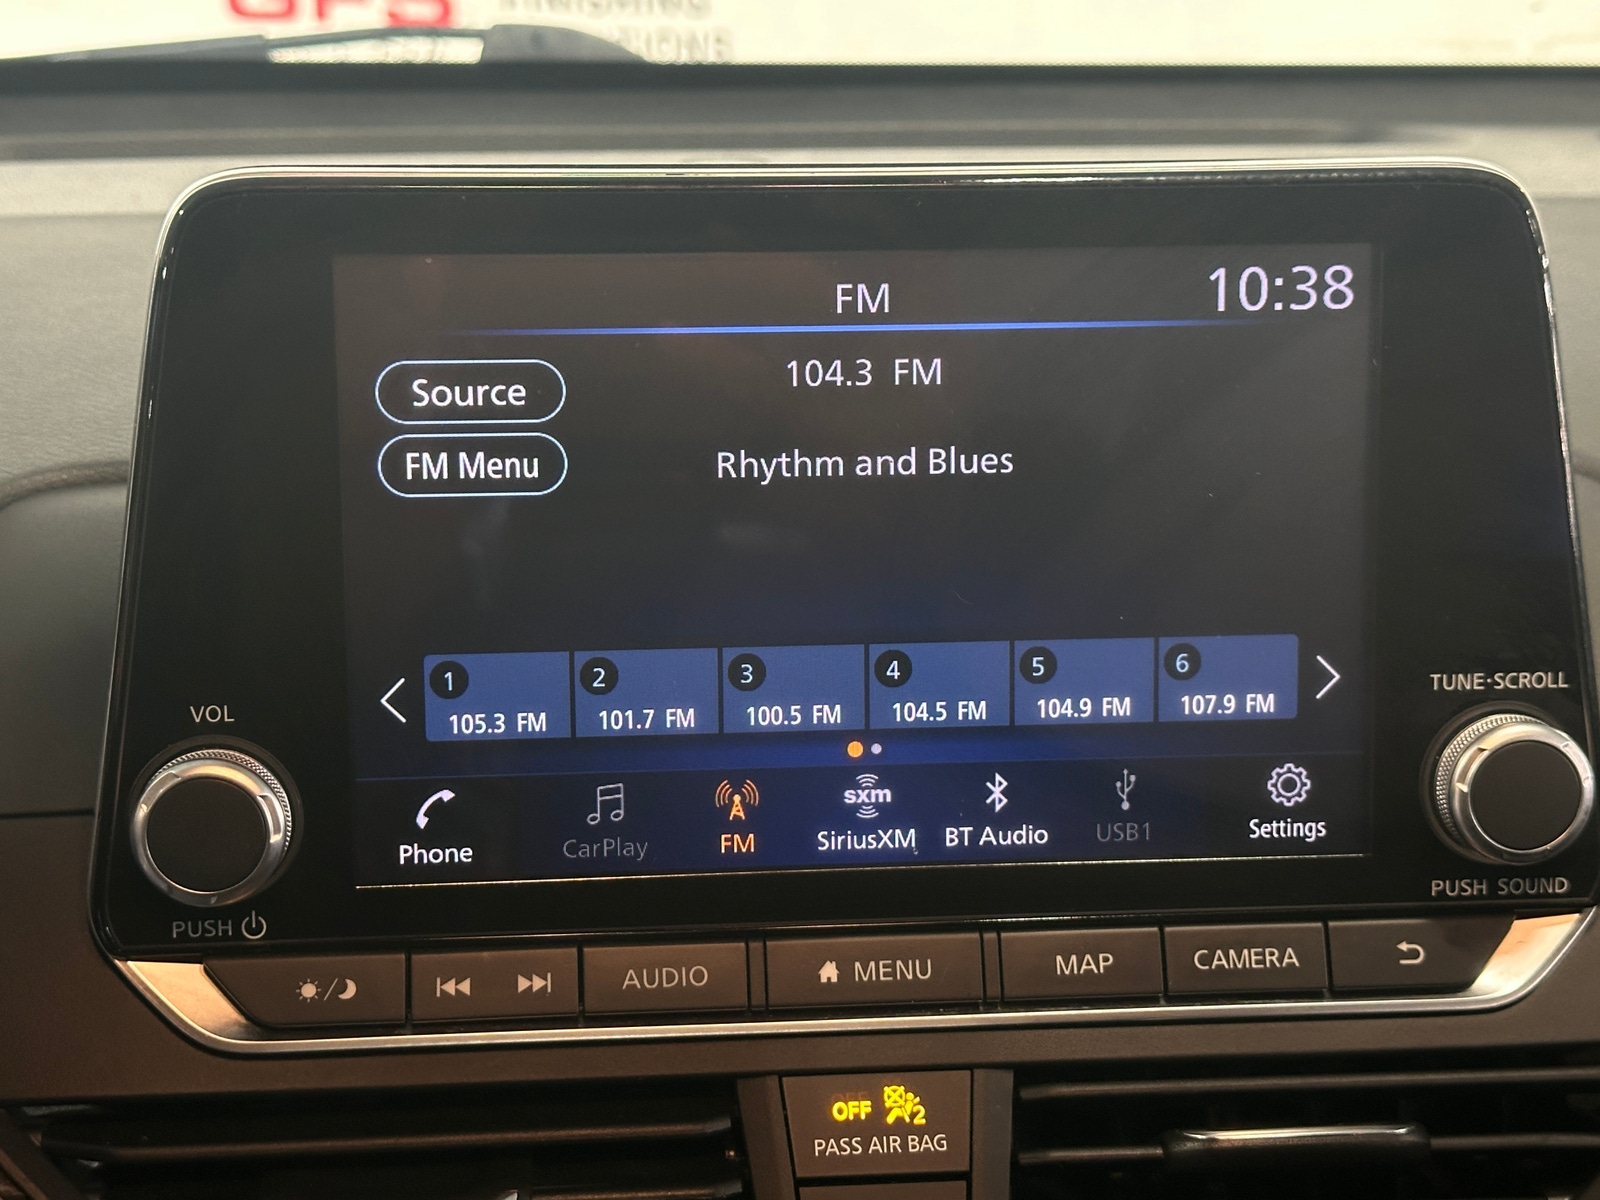 GFS
FINISHING
FM
10:38
Source
104.3 FM
FM Menu
Rhythm and Blues
1
2
3
4
5
6
105.3 FM
101.7 FM
100.5 FM
104.5 FM
104.9 FM
107.9 FM
VOL
TUNE·SCROLL
Phone
CarPlay
FM
sxm
SiriusXM
BT Audio
USB1
Settings
PUSH
PUSH SOUND
AUDIO
MENU
MAP
CAMERA
OFF
2
PASS AIR BAG